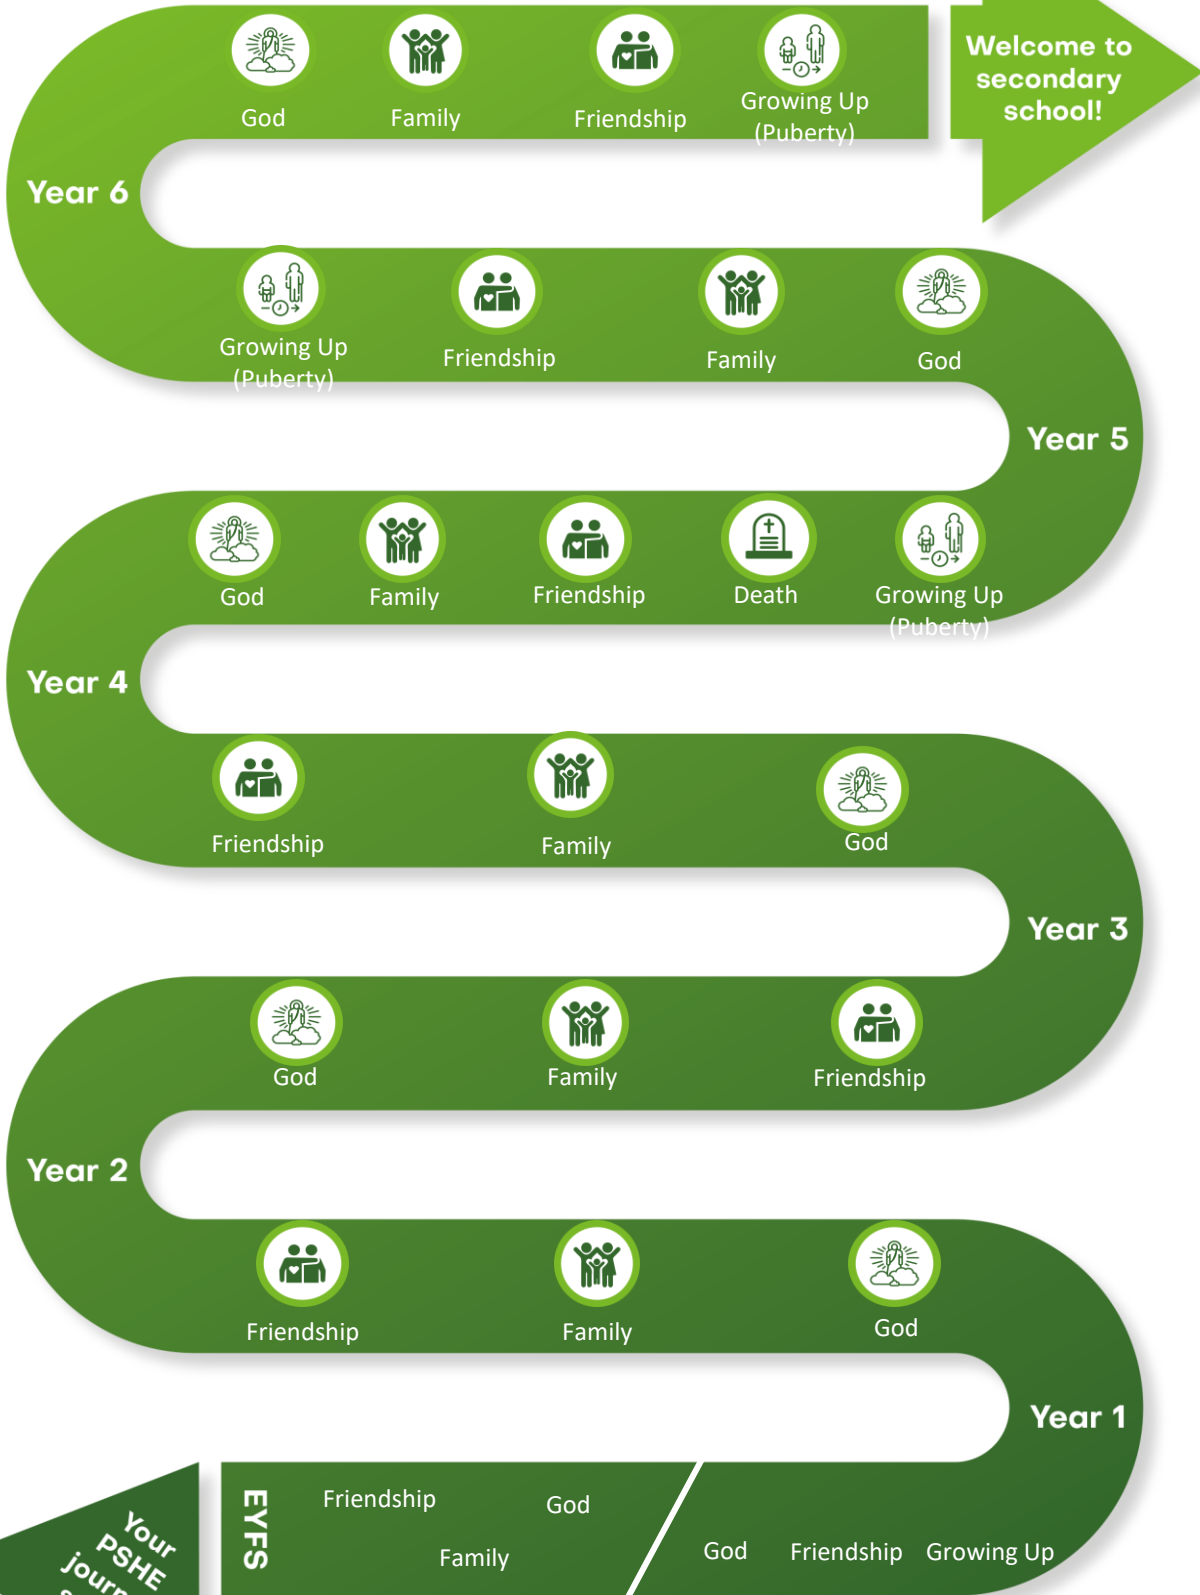 God
Family
Friendship
Growing Up
(Puberty)
Welcome to
secondary
school!
Year 6
Growing Up
(Puberty)
Friendship
Family
God
Year 5
God
Family
Friendship
Death
Growing Up
(Puberty)
Year 4
Friendship
Family
God
Year 3
God
Family
Friendship
Year 2
Friendship
Family
God
Year 1
Your
PSHE
EYFS
Friendship
God
Family
God
Friendship
Growing Up